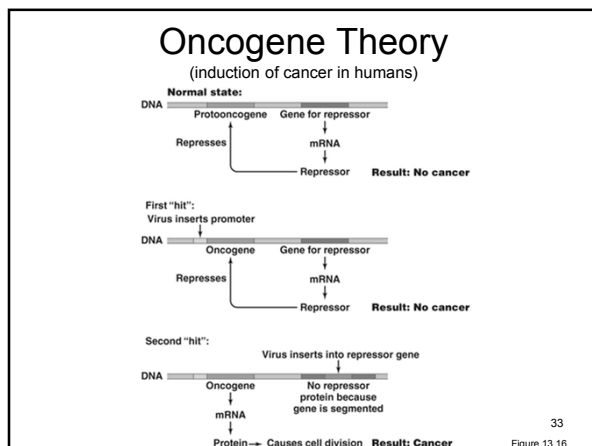 Oncogene Theory
(induction of cancer in humans)
Normal state:
DNA
Protooncogene Gene for repressor
Represses
mRNA
Repressor Result: No cancer
First "hit":
Virus inserts promoter
DNA
Oncogene Gene for repressor
Represses
mRNA
Repressor Result: No cancer
Second "hit":
Virus inserts into repressor gene
DNA
Oncogene No repressor
protein because
gene is segmented
mRNA
Protein Causes cell division Result: Cancer
33
Figure 13.16